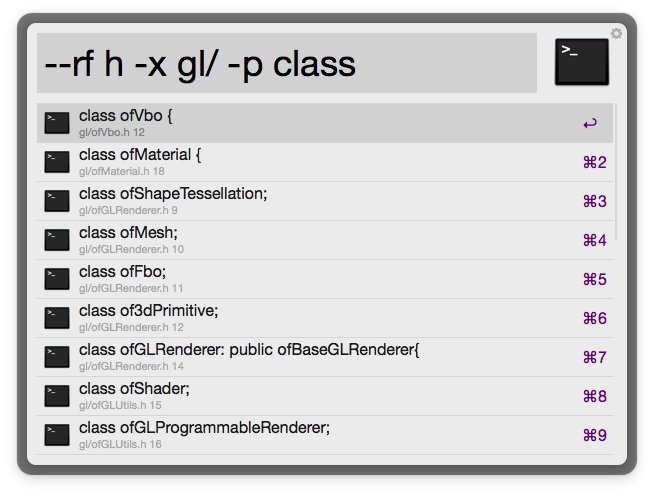 --rf h -x gl/ -p class
>_
>_ class ofVbo {
gl/ofVbo.h 12
↩
>_ class ofMaterial {
gl/ofMaterial.h 18
⌘2
>_ class ofShapeTessellation;
gl/ofGLRenderer.h 9
⌘3
>_ class ofMesh;
gl/ofGLRenderer.h 10
⌘4
>_ class ofFbo;
gl/ofGLRenderer.h 11
⌘5
>_ class of3dPrimitive;
gl/ofGLRenderer.h 12
⌘6
>_ class ofGLRenderer: public ofBaseGLRenderer{
gl/ofGLRenderer.h 14
⌘7
>_ class ofShader;
gl/ofGLUtils.h 15
⌘8
>_ class ofGLProgrammableRenderer;
gl/ofGLUtils.h 16
⌘9